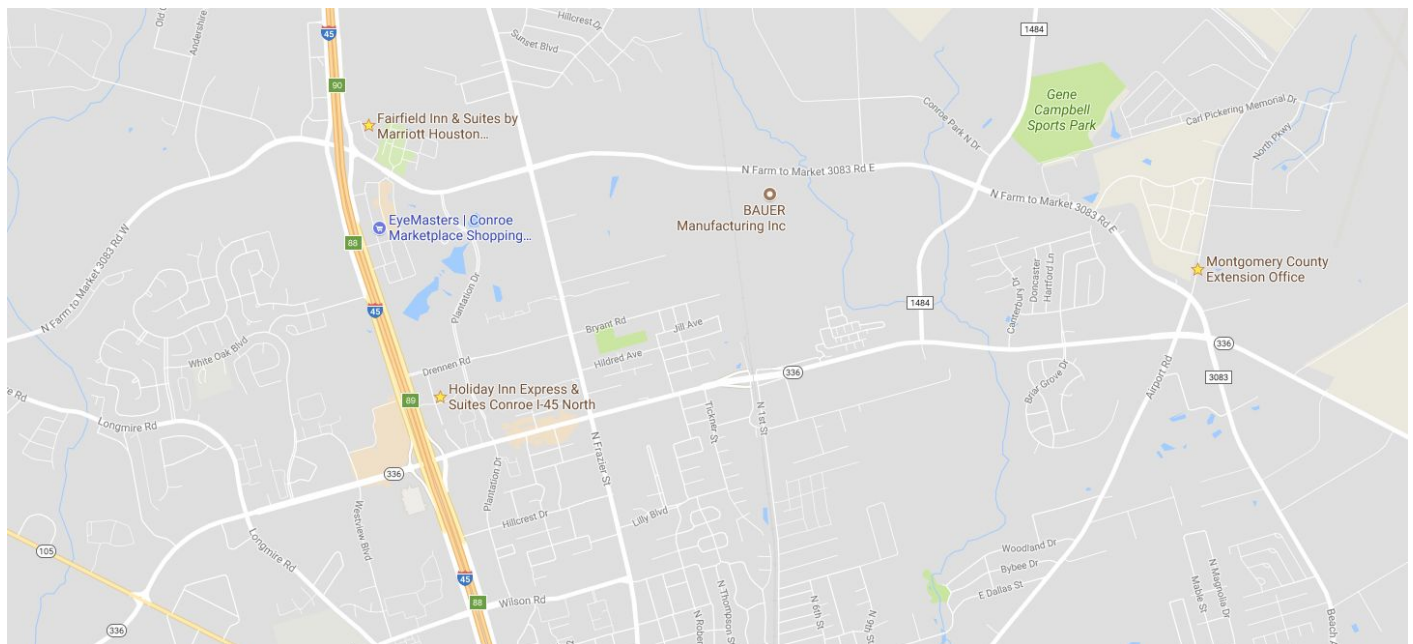 Old
Andershire
45
Hillcrest Dr
Sunset Blvd
1484
90
Gene
Campbell
Sports Park
Conroe Park N Dr
Carl Pickering Memorial Dr
North Pkwy
Fairfield Inn & Suites by
Marriott Houston...
N Farm to Market 3083 Rd E
N Farm to Market 3083 Rd E
BAUER
Manufacturing Inc
EyeMasters | Conroe
Marketplace Shopping...
88
N Farm to Market 3083 Rd W
Plantation Dr
Montgomery County
Extension Office
Canterbury Dr
Doncaster
Hartford Ln
1484
45
Bryant Rd
Jill Ave
Hildred Ave
336
White Oak Blvd
Drennen Rd
336
3083
Airport Rd
Briar Grove Dr
Holiday Inn Express &
Suites Conroe I-45 North
89
re Rd
Longmire Rd
N Frazier St
Tickner St
N 1st St
336
Plantation Dr
Westview Blvd
Hillcrest Dr
Lilly Blvd
Longmire Rd
105
Woodland Dr
Bybee Dr
E Dallas St
45
88
Wilson Rd
336
N Thompson St
N 6th St
N 9th St
Mable St
N Magnolia Dr
Beach A